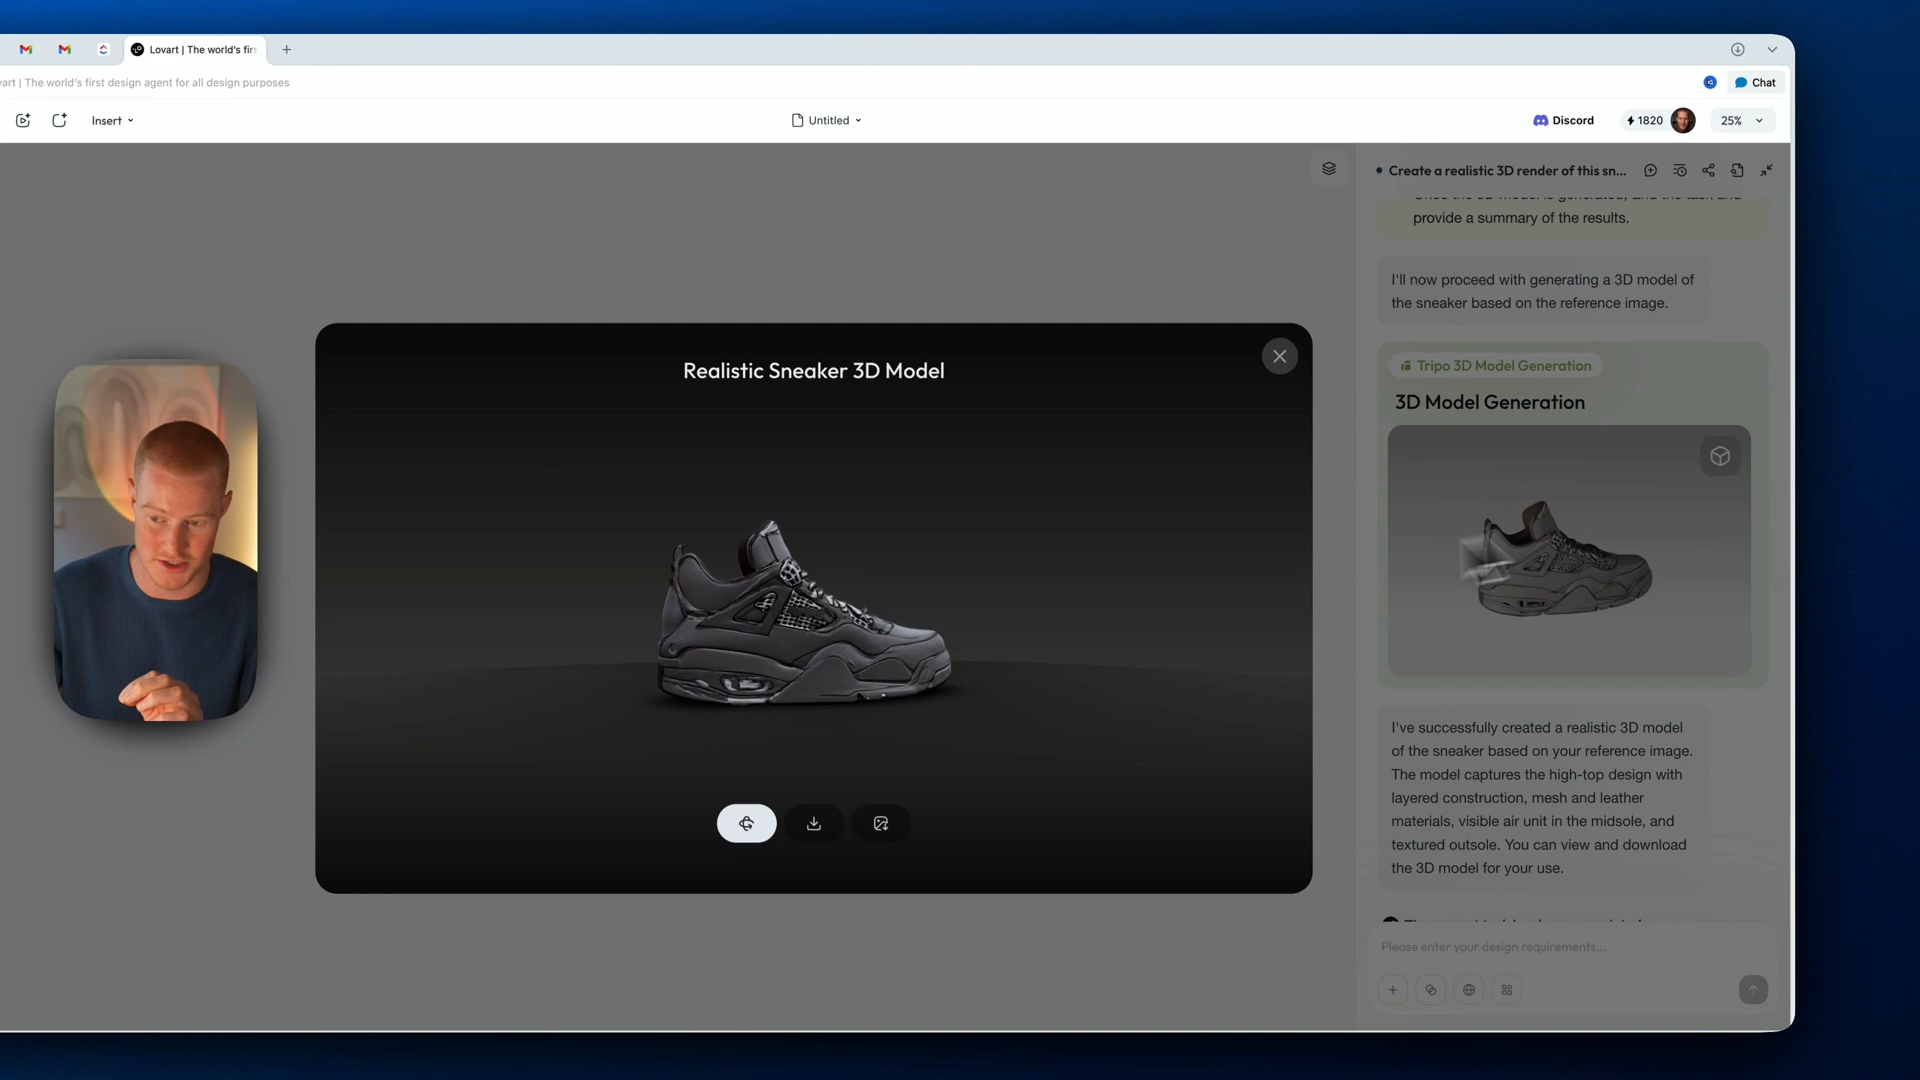 Lovart | The world's firs
vart | The world's first design agent for all design purposes
Chat
Insert
Untitled
Discord
1820
25%
Create a realistic 3D render of this sn...
provide a summary of the results.
I'll now proceed with generating a 3D model of
the sneaker based on the reference image.
Tripo 3D Model Generation
3D Model Generation
Realistic Sneaker 3D Model
I've successfully created a realistic 3D model
of the sneaker based on your reference image.
The model captures the high-top design with
layered construction, mesh and leather
materials, visible air unit in the midsole, and
textured outsole. You can view and download
the 3D model for your use.
Please enter your design requirements...